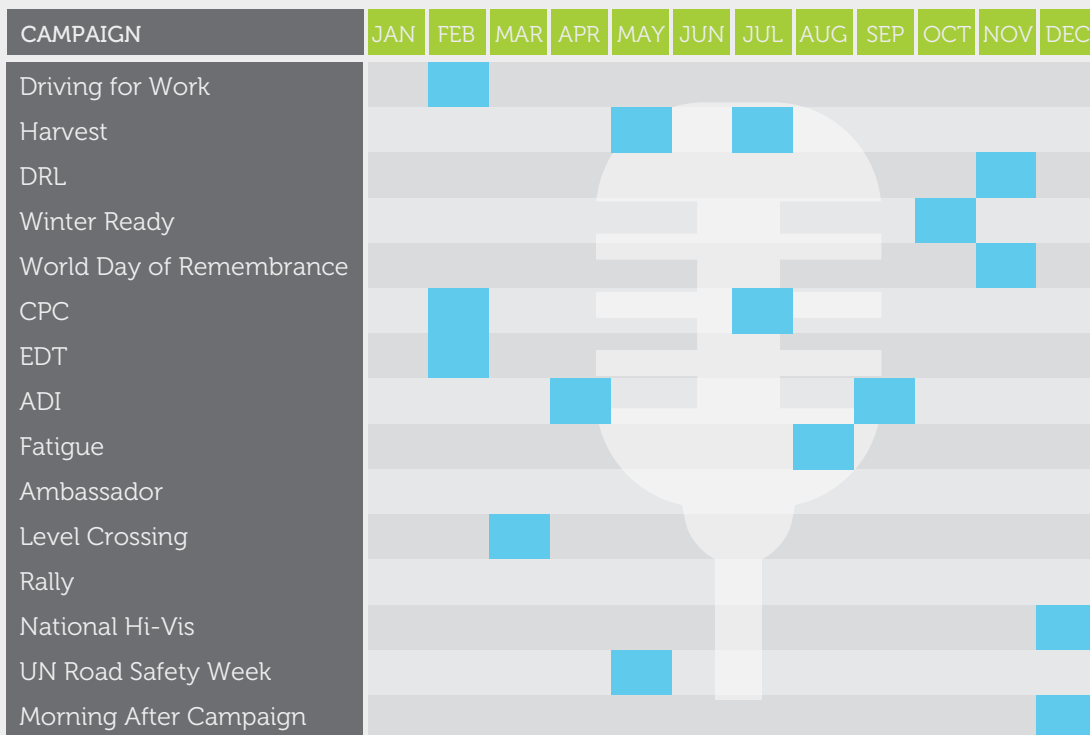 CAMPAIGN JAN FEB MAR APR MAY JUN JUL AUG SEP OCT NOV DEC
Driving for Work
Harvest
DRL
Winter Ready
World Day of Remembrance
CPC
EDT
ADI
Fatigue
Ambassador
Level Crossing
Rally
National Hi-Vis
UN Road Safety Week
Morning After Campaign